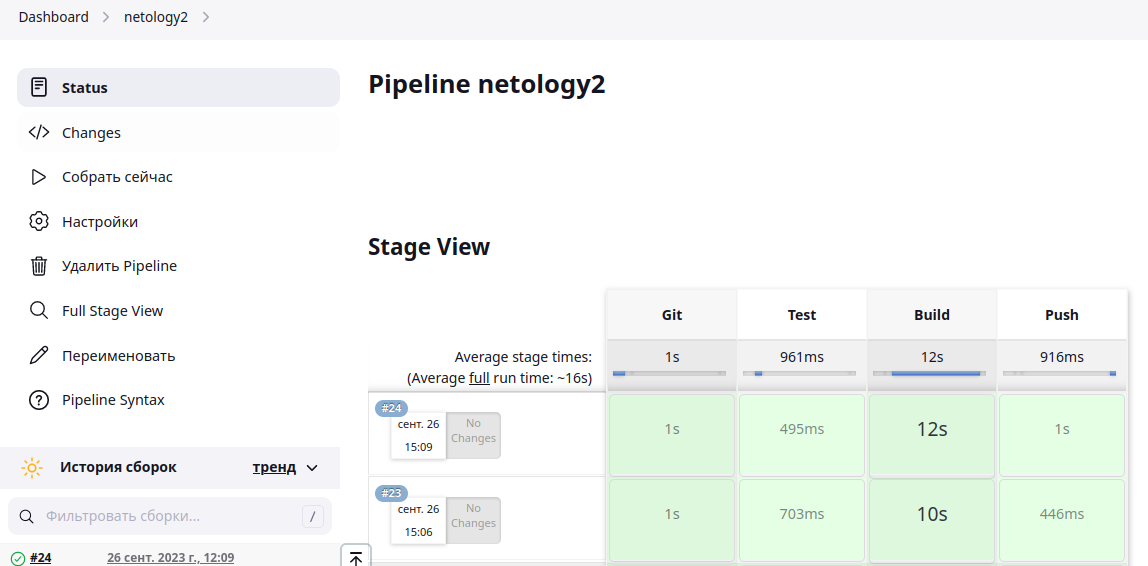 Dashboard netology2
Status
Changes
Собрать сейчас
Настройки
Удалить Pipeline
Full Stage View
Переименовать
Pipeline Syntax
История сборок тренд
Фильтровать сборки... /
#24 26 сент. 2023 г., 12:09
Pipeline netology2
Stage View
Git Test Build Push
Average stage times: 1s 961ms 12s 916ms
(Average full run time: ~16s)
#24
сент. 26
15:09
No
Changes
1s 495ms 12s 1s
#23
сент. 26
15:06
No
Changes
1s 703ms 10s 446ms